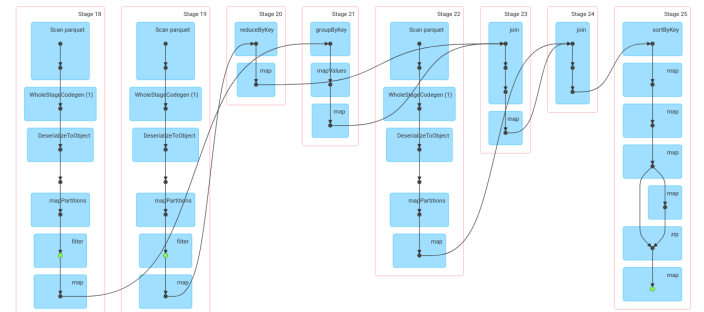 Stage 18
Scan parquet
WholeStageCodegen (1)
DeserializeToObject
mapPartitions
filter
map
Stage 19
Scan parquet
WholeStageCodegen (1)
DeserializeToObject
mapPartitions
filter
map
Stage 20
reduceByKey
map
Stage 21
groupByKey
mapValues
map
Stage 22
Scan parquet
WholeStageCodegen (1)
DeserializeToObject
mapPartitions
map
Stage 23
join
map
Stage 24
join
Stage 25
sortByKey
map
map
map
map
zip
map